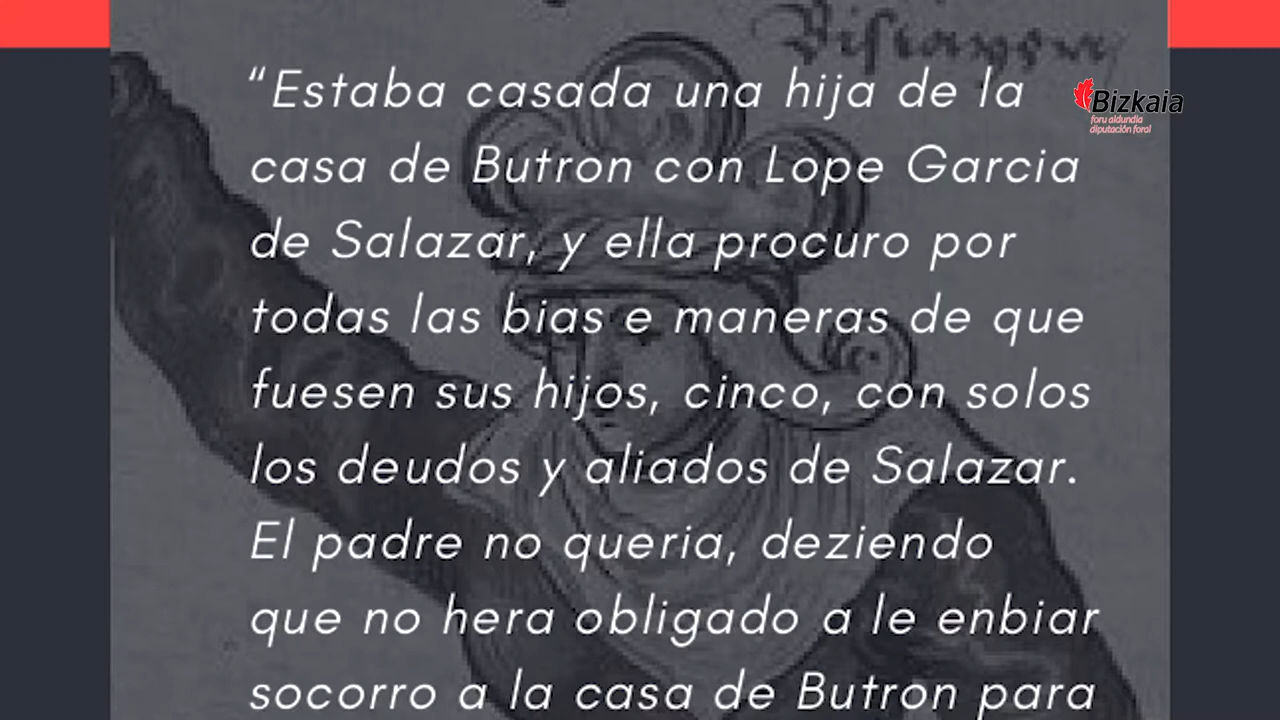 “Estaba casada una hija de la
casa de Butron con Lope Garcia
de Salazar, y ella procuro por
todas las bias e maneras de que
fuesen sus hijos, cinco, con solos
los deudos y aliados de Salazar.
El padre no queria, deziendo
que no hera obligado a le enbiar
socorro a la casa de Butron para
Bizkaia
foru aldundia
diputación foral